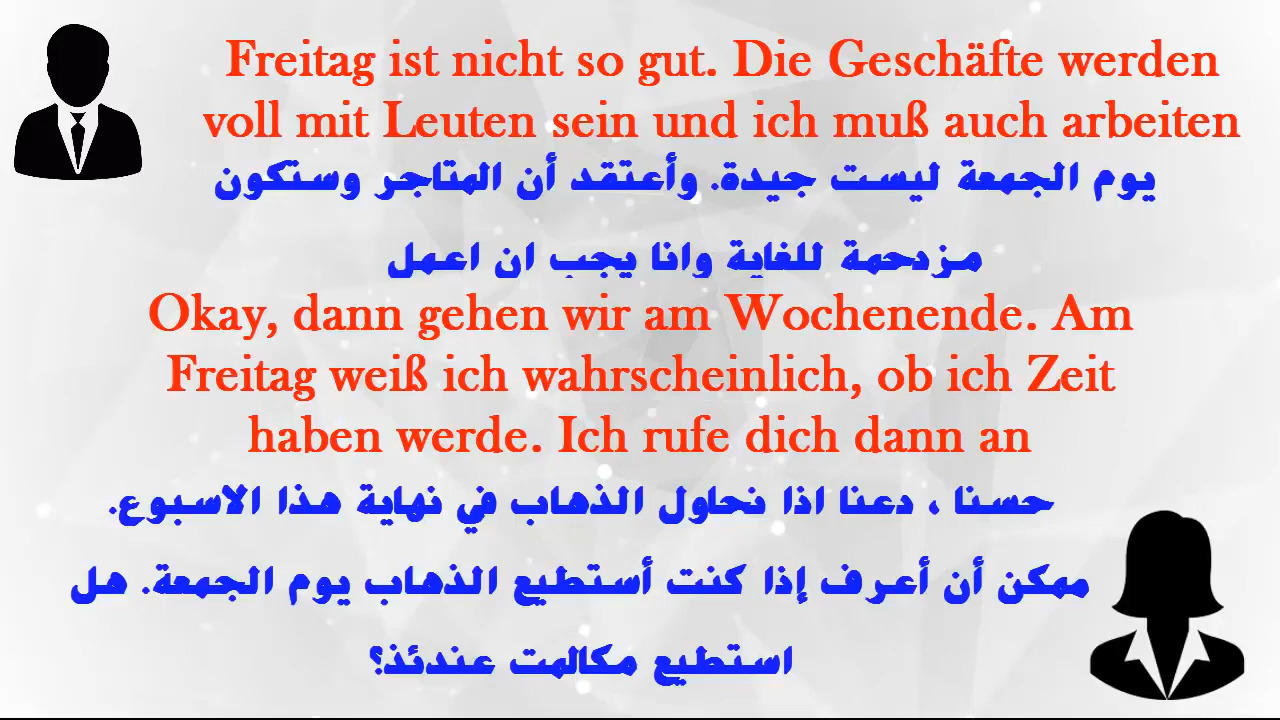 Freitag ist nicht so gut. Die Geschäfte werden
voll mit Leuten sein und ich muß auch arbeiten
يوم الجمعة ليست جيدة. وأعتقد أن المتاجر وستكون
مزدحمة للغاية وانا يجب ان اعمل
Okay, dann gehen wir am Wochenende. Am
Freitag weiß ich wahrscheinlich, ob ich Zeit
haben werde. Ich rufe dich dann an
حسنا ، دعنا اذا نحاول الذهاب في نهاية هذا الاسبوع.
ممكن أن أعرف إذا كنت أستطيع الذهاب يوم الجمعة. هل
استطيع مكالمت عندئذ؟